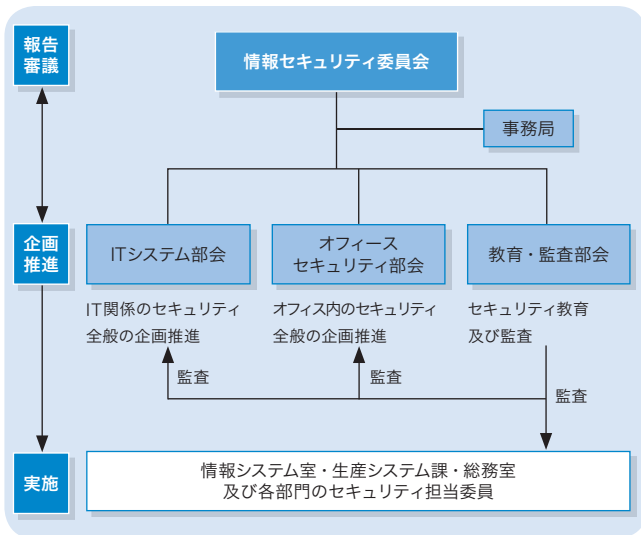 報告
審議
情報セキュリティ委員会
事務局
企画
推進
ITシステム部会
オフィース
セキュリティ部会
教育・監査部会
IT関係のセキュリティ
全般の企画推進
オフィス内のセキュリティ
全般の企画推進
セキュリティ教育
及び監査
監査
監査
監査
実施
情報システム室・生産システム課・総務室
及び各部門のセキュリティ担当委員